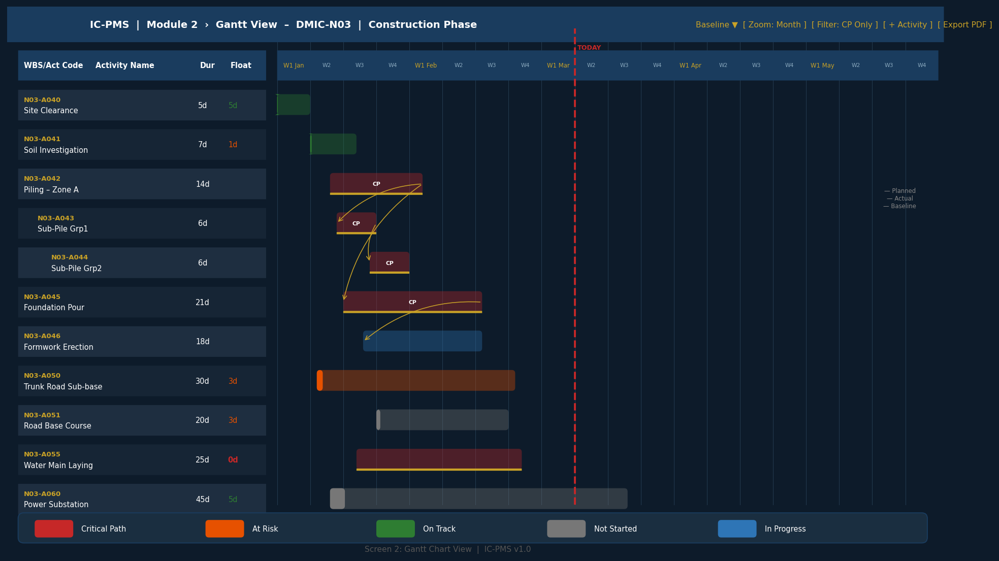 IC-PMS | Module 2 › Gantt View – DMIC-N03 | Construction Phase
Baseline ▼ [ Zoom: Month ] [ Filter: CP Only ] [ + Activity ] [ Export PDF ]
TODAY
WBS/Act Code Activity Name Dur Float
W1 Jan W2 W3 W4 W1 Feb W2 W3 W4 W1 Mar W2 W3 W4 W1 Apr W2 W3 W4 W1 May W2 W3 W4
N03-A040
Site Clearance 5d 5d
N03-A041
Soil Investigation 7d 1d
N03-A042
Piling – Zone A 14d
CP
— Planned
— Actual
— Baseline
N03-A043
Sub-Pile Grp1 6d
CP
N03-A044
Sub-Pile Grp2 6d
CP
N03-A045
Foundation Pour 21d
CP
N03-A046
Formwork Erection 18d
N03-A050
Trunk Road Sub-base 30d 3d
N03-A051
Road Base Course 20d 3d
N03-A055
Water Main Laying 25d 0d
N03-A060
Power Substation 45d 5d
Critical Path At Risk On Track Not Started In Progress
Screen 2: Gantt Chart View | IC-PMS v1.0